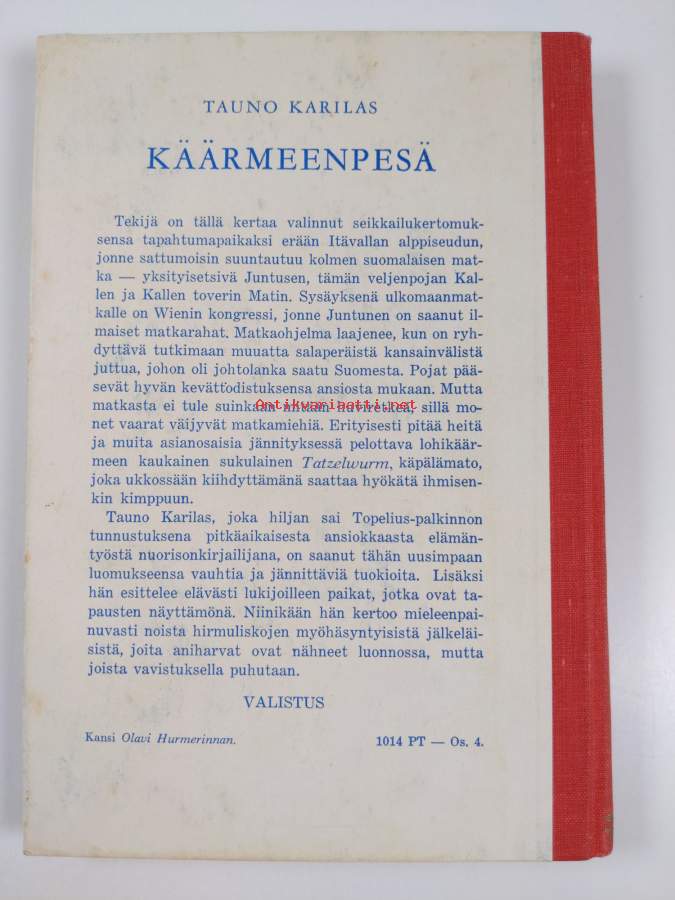 TAUNO KARILAS
KÄÄRMEENPESÄ
Tekijä on tällä kertaa valinnut seikkailukertomuk-
sensa tapahtumapaikaksi erään Itävallan alppiseudun,
jonne sattumoisin suuntautuu kolmen suomalaisen mat-
ka — yksityisetsivä Juntusen, tämän veljenpojan Kal-
len ja Kallen toverin Matin. Sysäyksenä ulkomaanmat-
kalle on Wienin kongressi, jonne Juntunen on saanut il-
maiset matkarahat. Matkaohjelma laajenee, kun on ryh-
dyttävä tutkimaan muuatta salaperäistä kansainvälistä
juttua, johon oli johtolanka saatu Suomesta. Pojat pää-
sevät hyvän kevättodistuksensa ansiosta mukaan. Mutta
matkasta ei tule suinkaan mitään huviretkeä, sillä mo-
Antikvariaatti.net
net vaarat väijyvät matkamiehiä. Erityisesti pitää heitä
ja muita asianosaisia jännityksessä pelottava lohikäär-
meen kaukainen sukulainen Tatzelwurm, käpälämato,
joka ukkossään kiihdyttämänä saattaa hyökätä ihmisen-
kin kimppuun.
Tauno Karilas, joka hiljan sai Topelius-palkinnon
tunnustuksena pitkäaikaisesta ansiokkaasta elämän-
työstä nuorisonkirjailijana, on saanut tähän uusimpaan
luomukseensa vauhtia ja jännittäviä tuokioita. Lisäksi
hän esittelee elävästi lukijoilleen paikat, jotka ovat ta-
pausten näyttämönä. Niinikään hän kertoo mieleenpai-
nuvasti noista hirmuliskojen myöhäsyntyisistä jälkeläi-
sistä, joita aniharvat ovat nähneet luonnossa, mutta
joista vavistuksella puhutaan.
VALISTUS
Kansi Olavi Hurmerinnan.
1014 PT — Os. 4.